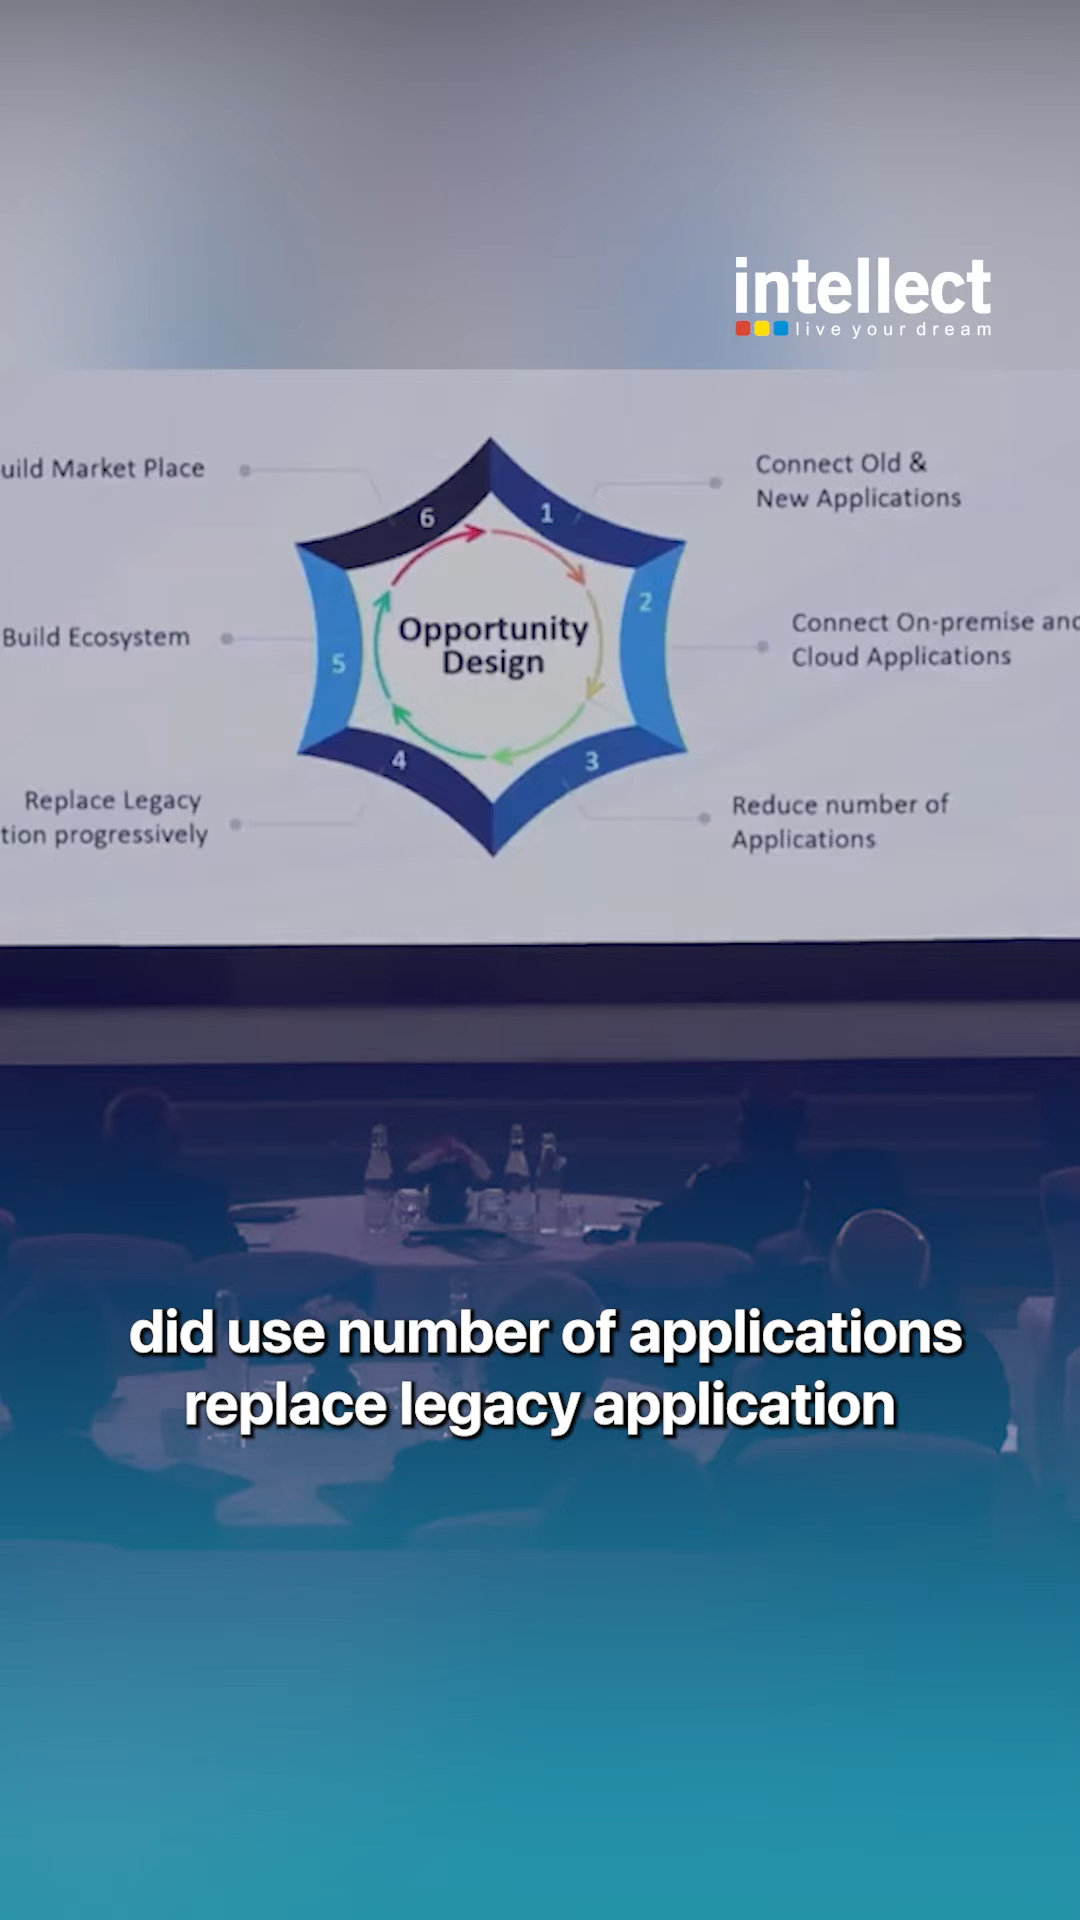 intellect
live your dream
uild Market Place
6
1
Connect Old &
New Applications
2
Build Ecosystem
5
Opportunity
Design
Connect On-premise and
Cloud Applications
4
3
Replace Legacy
tion progressively
Reduce number of
Applications
did use number of applications
replace legacy application